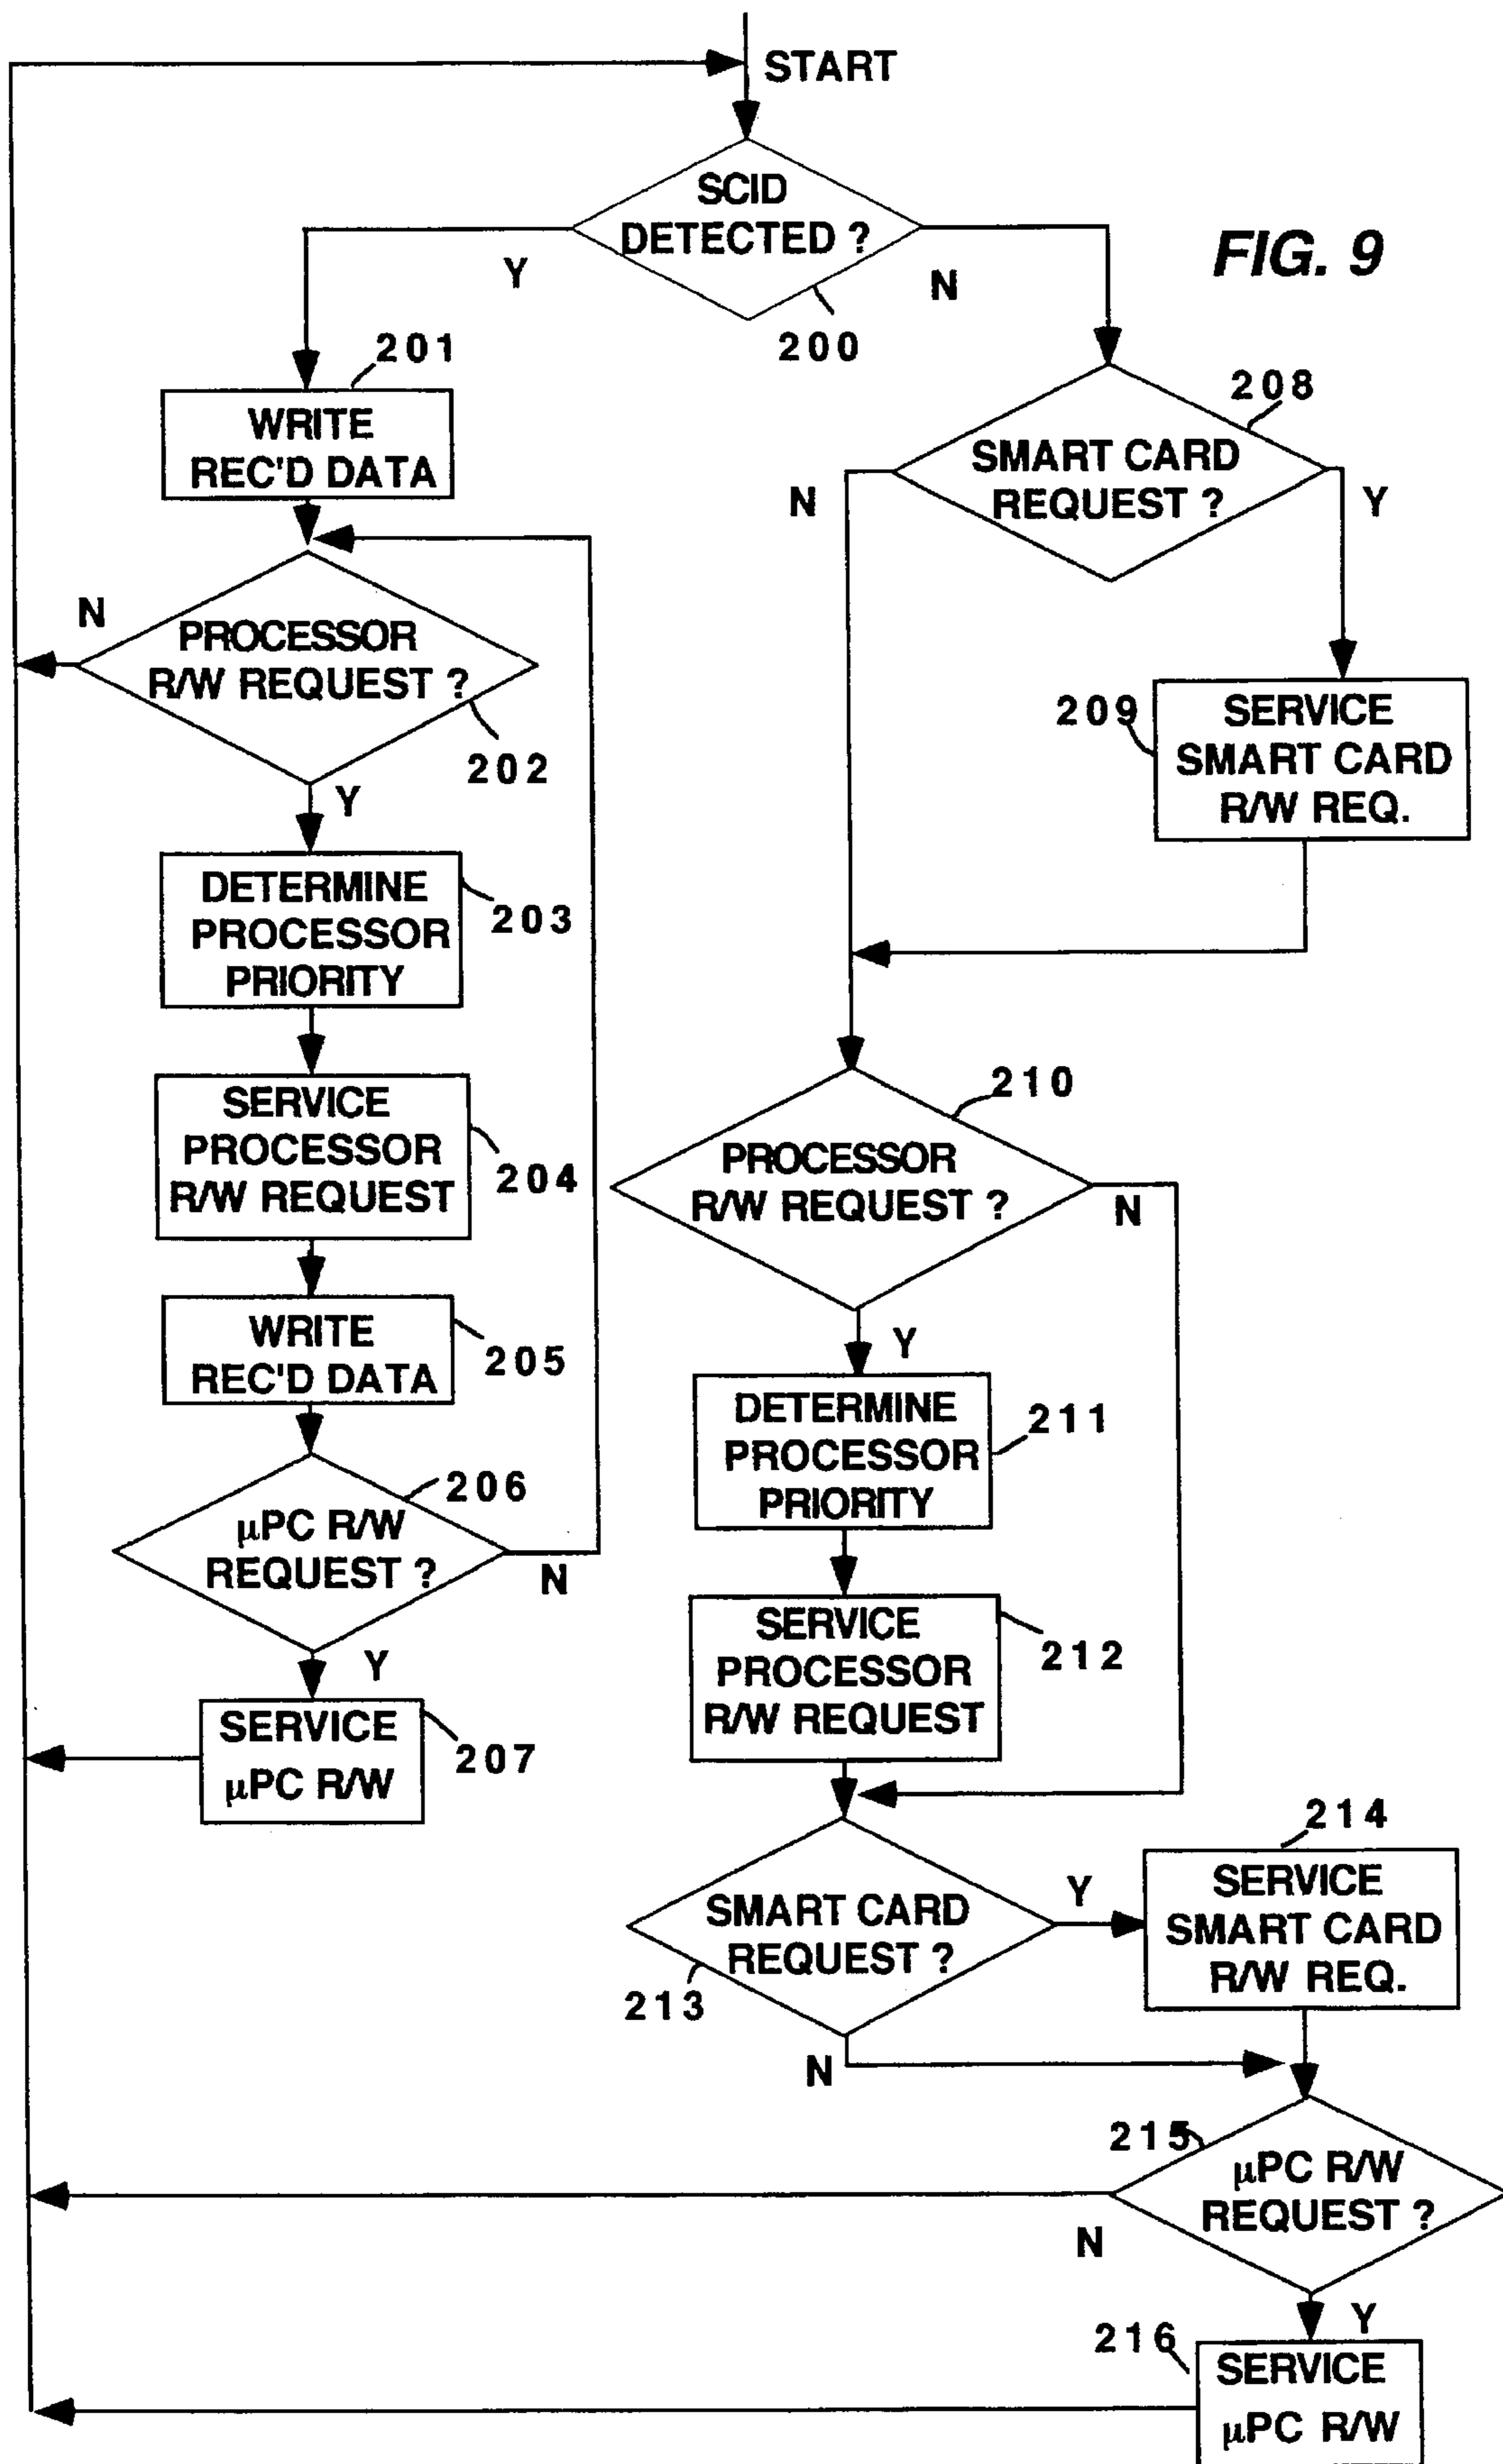 START
SCID
DETECTED ?
Y
N
200
FIG. 9
201
WRITE
REC'D DATA
208
SMART CARD
REQUEST ?
N
Y
N
PROCESSOR
R/W REQUEST ?
202
Y
209
SERVICE
SMART CARD
R/W REQ.
DETERMINE
PROCESSOR
PRIORITY
203
SERVICE
PROCESSOR
R/W REQUEST
204
210
PROCESSOR
R/W REQUEST ?
N
Y
WRITE
REC'D DATA
205
DETERMINE
PROCESSOR
PRIORITY
211
206
µPC R/W
REQUEST ?
N
Y
SERVICE
PROCESSOR
R/W REQUEST
212
SERVICE
µPC R/W
207
214
SERVICE
SMART CARD
R/W REQ.
SMART CARD
REQUEST ?
Y
213
N
215
µPC R/W
REQUEST ?
N
Y
216
SERVICE
µPC R/W